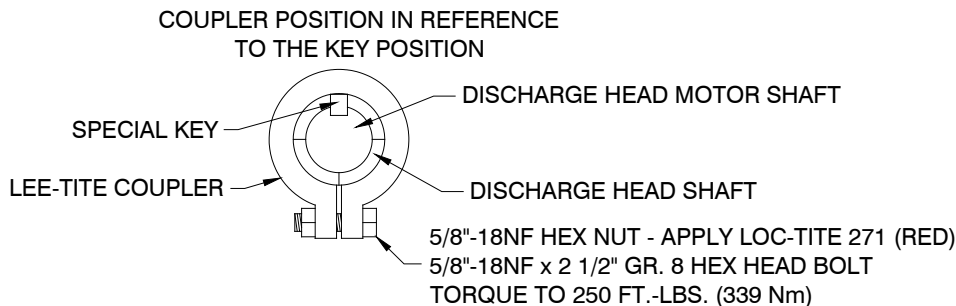 COUPLER POSITION IN REFERENCE
TO THE KEY POSITION
DISCHARGE HEAD MOTOR SHAFT
SPECIAL KEY
LEE-TITE COUPLER
DISCHARGE HEAD SHAFT
5/8"-18NF HEX NUT - APPLY LOC-TITE 271 (RED)
5/8"-18NF x 2 1/2" GR. 8 HEX HEAD BOLT
TORQUE TO 250 FT.-LBS. (339 Nm)